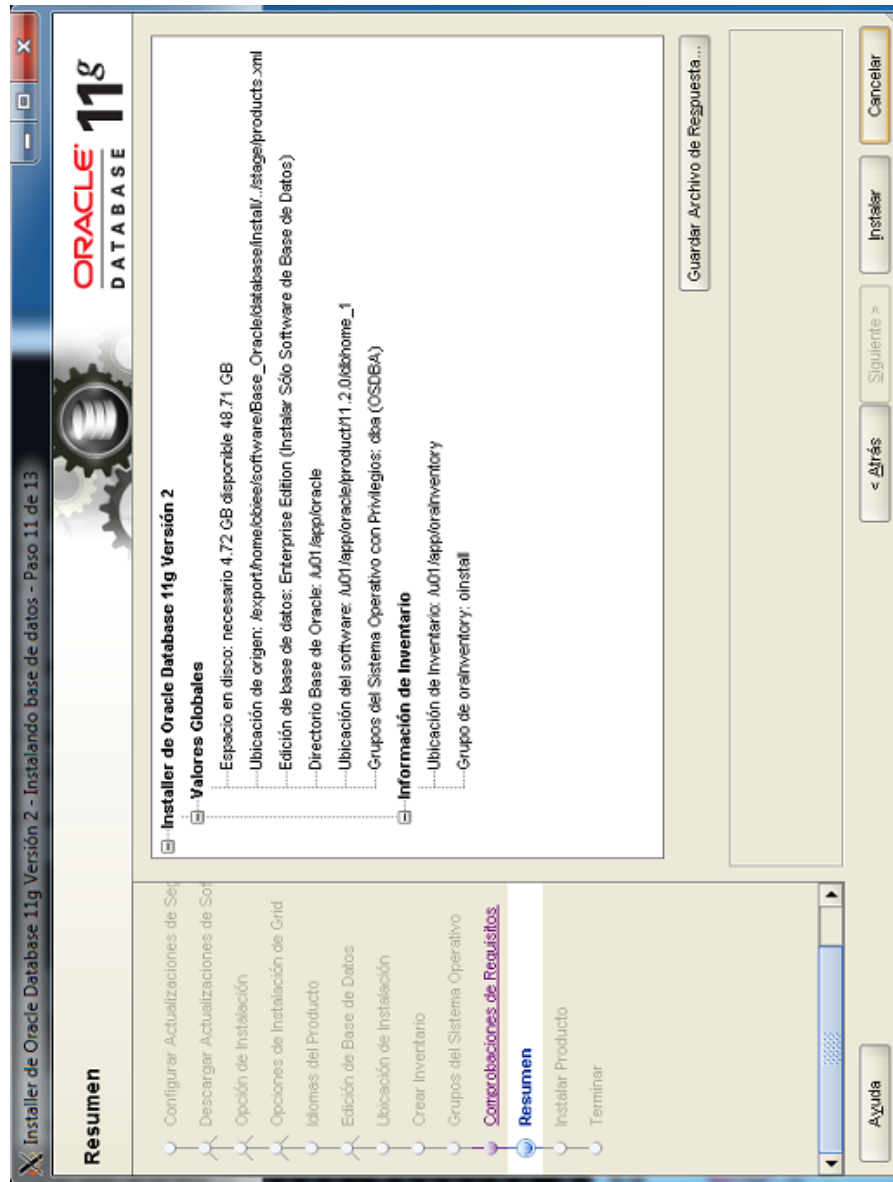 Installer de Oracle Database 11g Versión 2 - Instalando base de datos - Paso 11 de 13
Resumen
ORACLE
DATABASE
11g
Configurar Actualizaciones de Seg
Descargar Actualizaciones de Sof
Opción de Instalación
Opciones de Instalación de Grid
Idiomas del Producto
Edición de Base de Datos
Ubicación de Instalación
Crear Inventario
Grupos del Sistema Operativo
Comprobaciones de Requisitos
Resumen
Instalar Producto
Terminar
Installer de Oracle Database 11g Versión 2
Valores Globales
Espacio en disco: necesario 4.72 GB disponible 48.71 GB
Ubicación de origen: /export/home/obiee/software/Base_Oracle/database/install/../stage/products.xml
Edición de base de datos: Enterprise Edition (Instalar Sólo Software de Base de Datos)
Directorio Base de Oracle: /u01/app/oracle
Ubicación del software: /u01/app/oracle/product/11.2.0/dbhome_1
Grupos del Sistema Operativo con Privilegios: dba (OSDBA)
Información de Inventario
Ubicación de Inventario: /u01/app/oraInventory
Grupo de oraInventory: oinstall
Guardar Archivo de Respuesta...
Ayuda
< Atrás
Siguiente >
Instalar
Cancelar